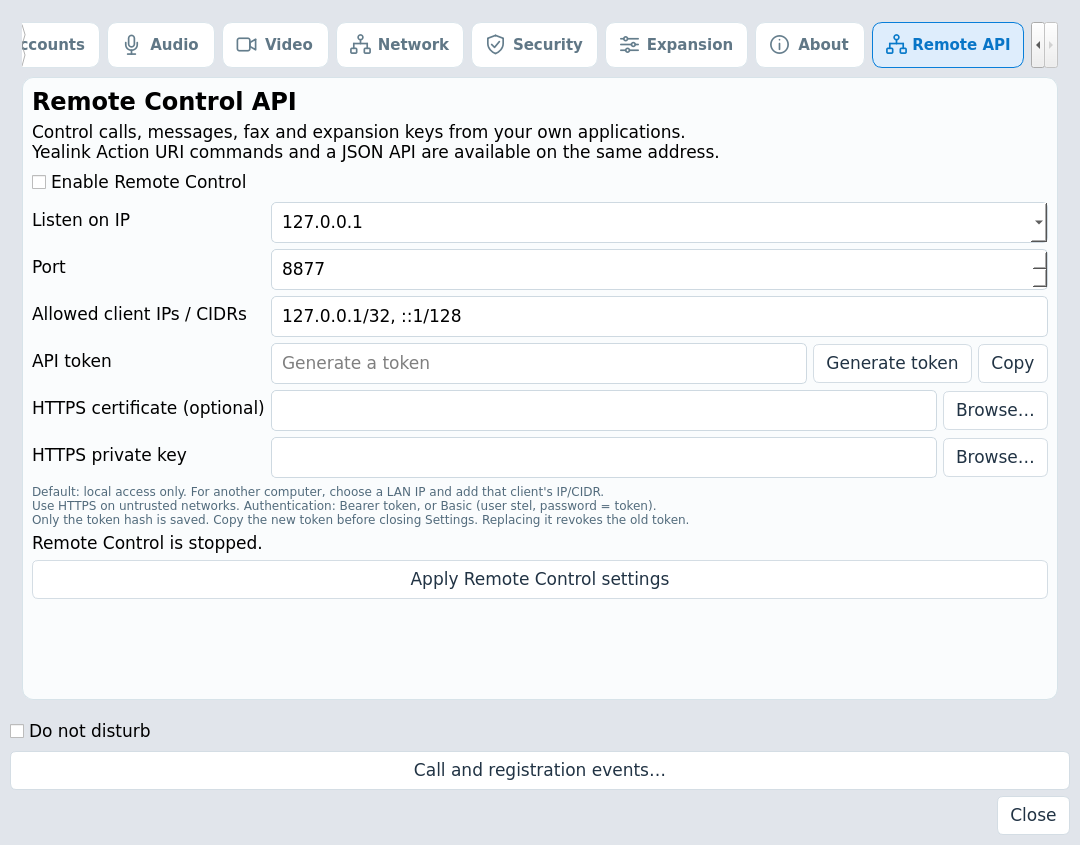 ccounts
Audio
Video
Network
Security
Expansion
About
Remote API
Remote Control API
Control calls, messages, fax and expansion keys from your own applications.
Yealink Action URI commands and a JSON API are available on the same address.
Enable Remote Control
Listen on IP
127.0.0.1
Port
8877
Allowed client IPs / CIDRs
127.0.0.1/32, ::1/128
API token
Generate a token
Generate token
Copy
HTTPS certificate (optional)
Browse...
HTTPS private key
Browse...
Default: local access only. For another computer, choose a LAN IP and add that client's IP/CIDR.
Use HTTPS on untrusted networks. Authentication: Bearer token, or Basic (user stel, password = token).
Only the token hash is saved. Copy the new token before closing Settings. Replacing it revokes the old token.
Remote Control is stopped.
Apply Remote Control settings
Do not disturb
Call and registration events...
Close